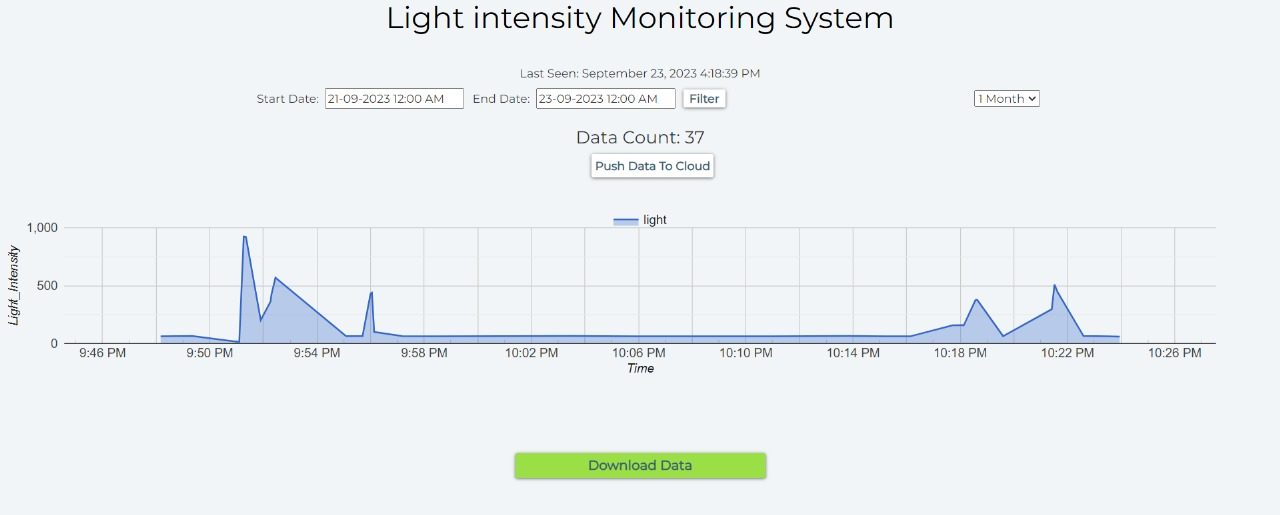 Light intensity Monitoring System
Last Seen: September 23, 2023 4:18:39 PM
Start Date: 21-09-2023 12:00 AM End Date: 23-09-2023 12:00 AM Filter 1 Month
Data Count: 37
Push Data To Cloud
light
1,000
500
0
Light_Intensity
9:46 PM 9:50 PM 9:54 PM 9:58 PM 10:02 PM 10:06 PM 10:10 PM 10:14 PM 10:18 PM 10:22 PM 10:26 PM
Time
Download Data